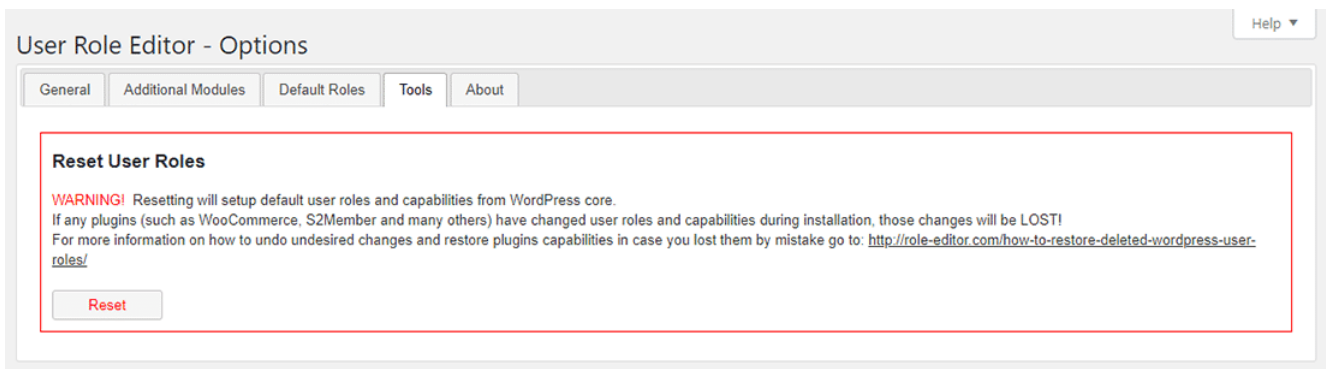 Help ▼
User Role Editor - Options
General Additional Modules Default Roles Tools About
Reset User Roles
WARNING! Resetting will setup default user roles and capabilities from WordPress core.
If any plugins (such as WooCommerce, S2Member and many others) have changed user roles and capabilities during installation, those changes will be LOST!
For more information on how to undo undesired changes and restore plugins capabilities in case you lost them by mistake go to: http://role-editor.com/how-to-restore-deleted-wordpress-user-
roles/
Reset